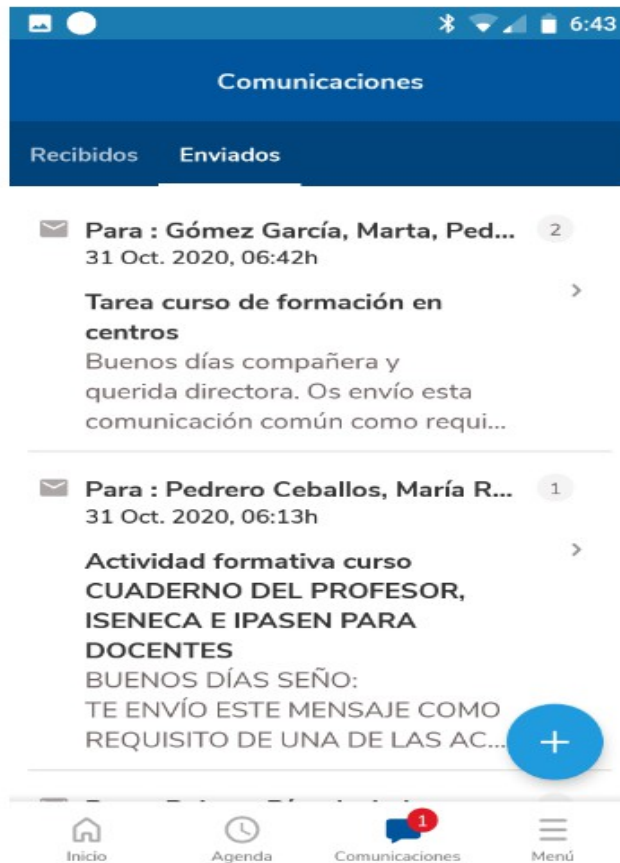 6:43
Comunicaciones
Recibidos Enviados
Para : Gómez García, Marta, Ped... 2
31 Oct. 2020, 06:42h
Tarea curso de formación en
centros
Buenos días compañera y
querida directora. Os envío esta
comunicación común como requi...
Para : Pedrero Ceballos, María R... 1
31 Oct. 2020, 06:13h
Actividad formativa curso
CUADERNO DEL PROFESOR,
ISENECA E IPASEN PARA
DOCENTES
BUENOS DÍAS SEÑO:
TE ENVÍO ESTE MENSAJE COMO
REQUISITO DE UNA DE LAS AC...
1
Inicio Agenda Comunicaciones Menú